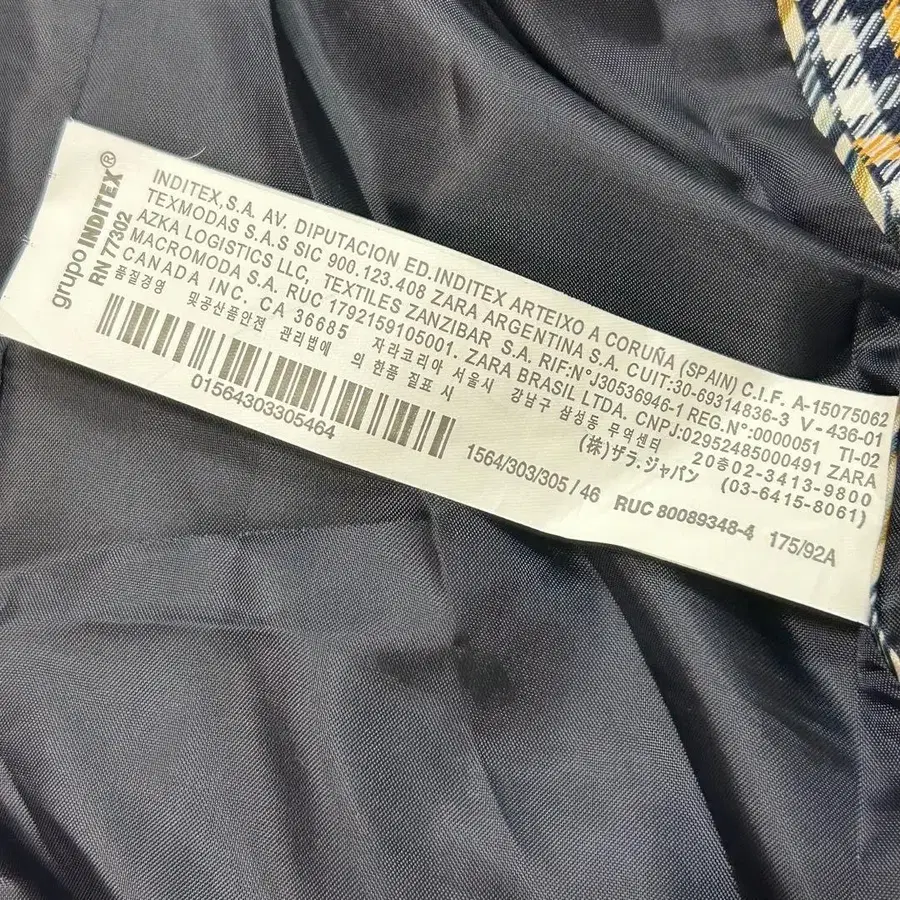 grupo INDITEX®
RN 77302
INDITEX,S.A. AV. DIPUTACION ED.INDITEX ARTEIXO A CORUÑA (SPAIN) C.I.F. A-15075062
TEXMODAS S.A.S SIC 900.123.408 ZARA ARGENTINA S.A. CUIT:30-69314836-3 V-436-01
AZKA LOGISTICS LLC, TEXTILES ZANZIBAR S.A. RIF:N°J30536946-1 REG.N°:0000051 TI-02
MACROMODA S.A. RUC 1792159105001. ZARA BRASIL LTDA. CNPJ:02952485000491 ZARA
CANADA INC. CA 36685 자라코리아 서울시 강남구 삼성동 무역센터 20층02-3413-9800
품질경영 및공산품안전 관리법에 의한품 질표 시 (株)ザラ.ジャパン (03-6415-8061)
01564303305464
1564/303/305 / 46 RUC 80089348-4 175/92A